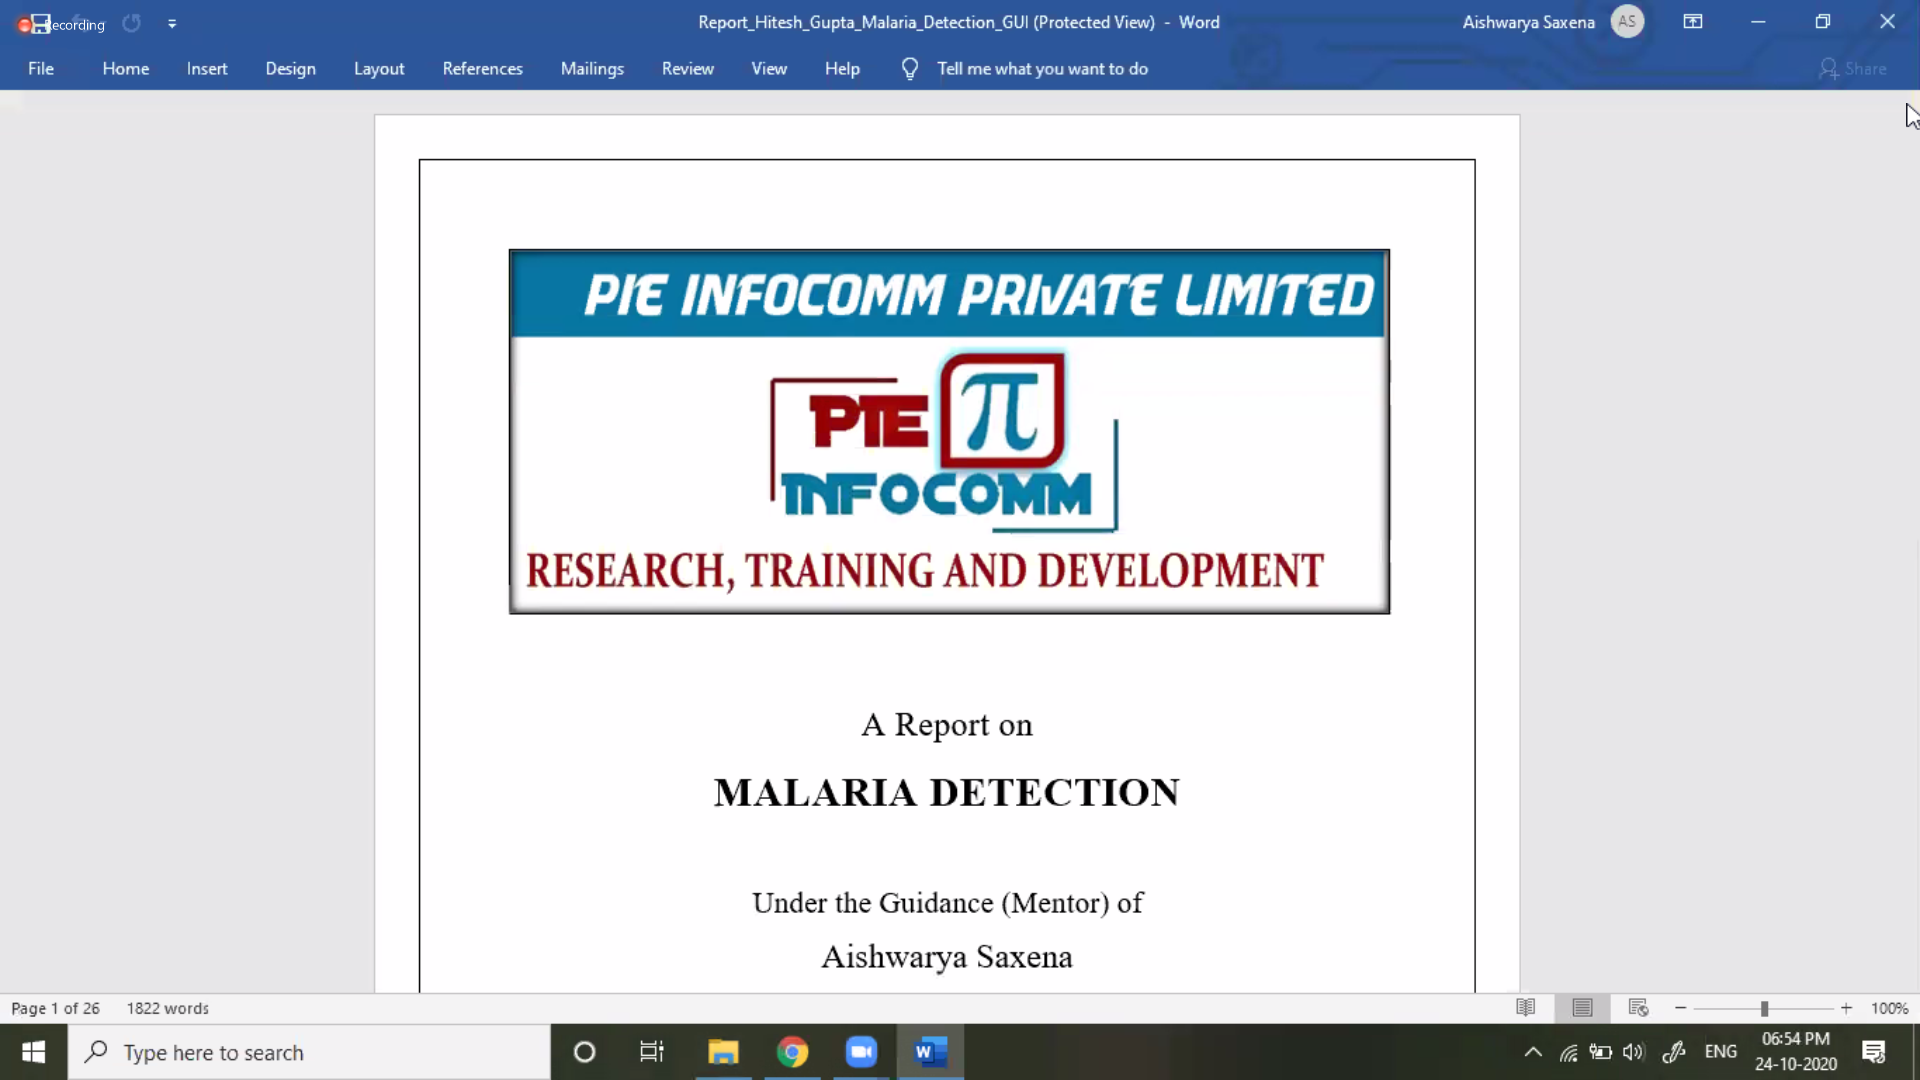 Recording
Report_Hitesh_Gupta_Malaria_Detection_GUI (Protected View) - Word
Aishwarya Saxena
AS
File
Home
Insert
Design
Layout
References
Mailings
Review
View
Help
Tell me what you want to do
Share
PIE INFOCOMM PRIVATE LIMITED
PIE π
INFOCOMM
RESEARCH, TRAINING AND DEVELOPMENT
A Report on
MALARIA DETECTION
Under the Guidance (Mentor) of
Aishwarya Saxena
Page 1 of 26
1822 words
100%
Type here to search
W
ENG
06:54 PM
24-10-2020